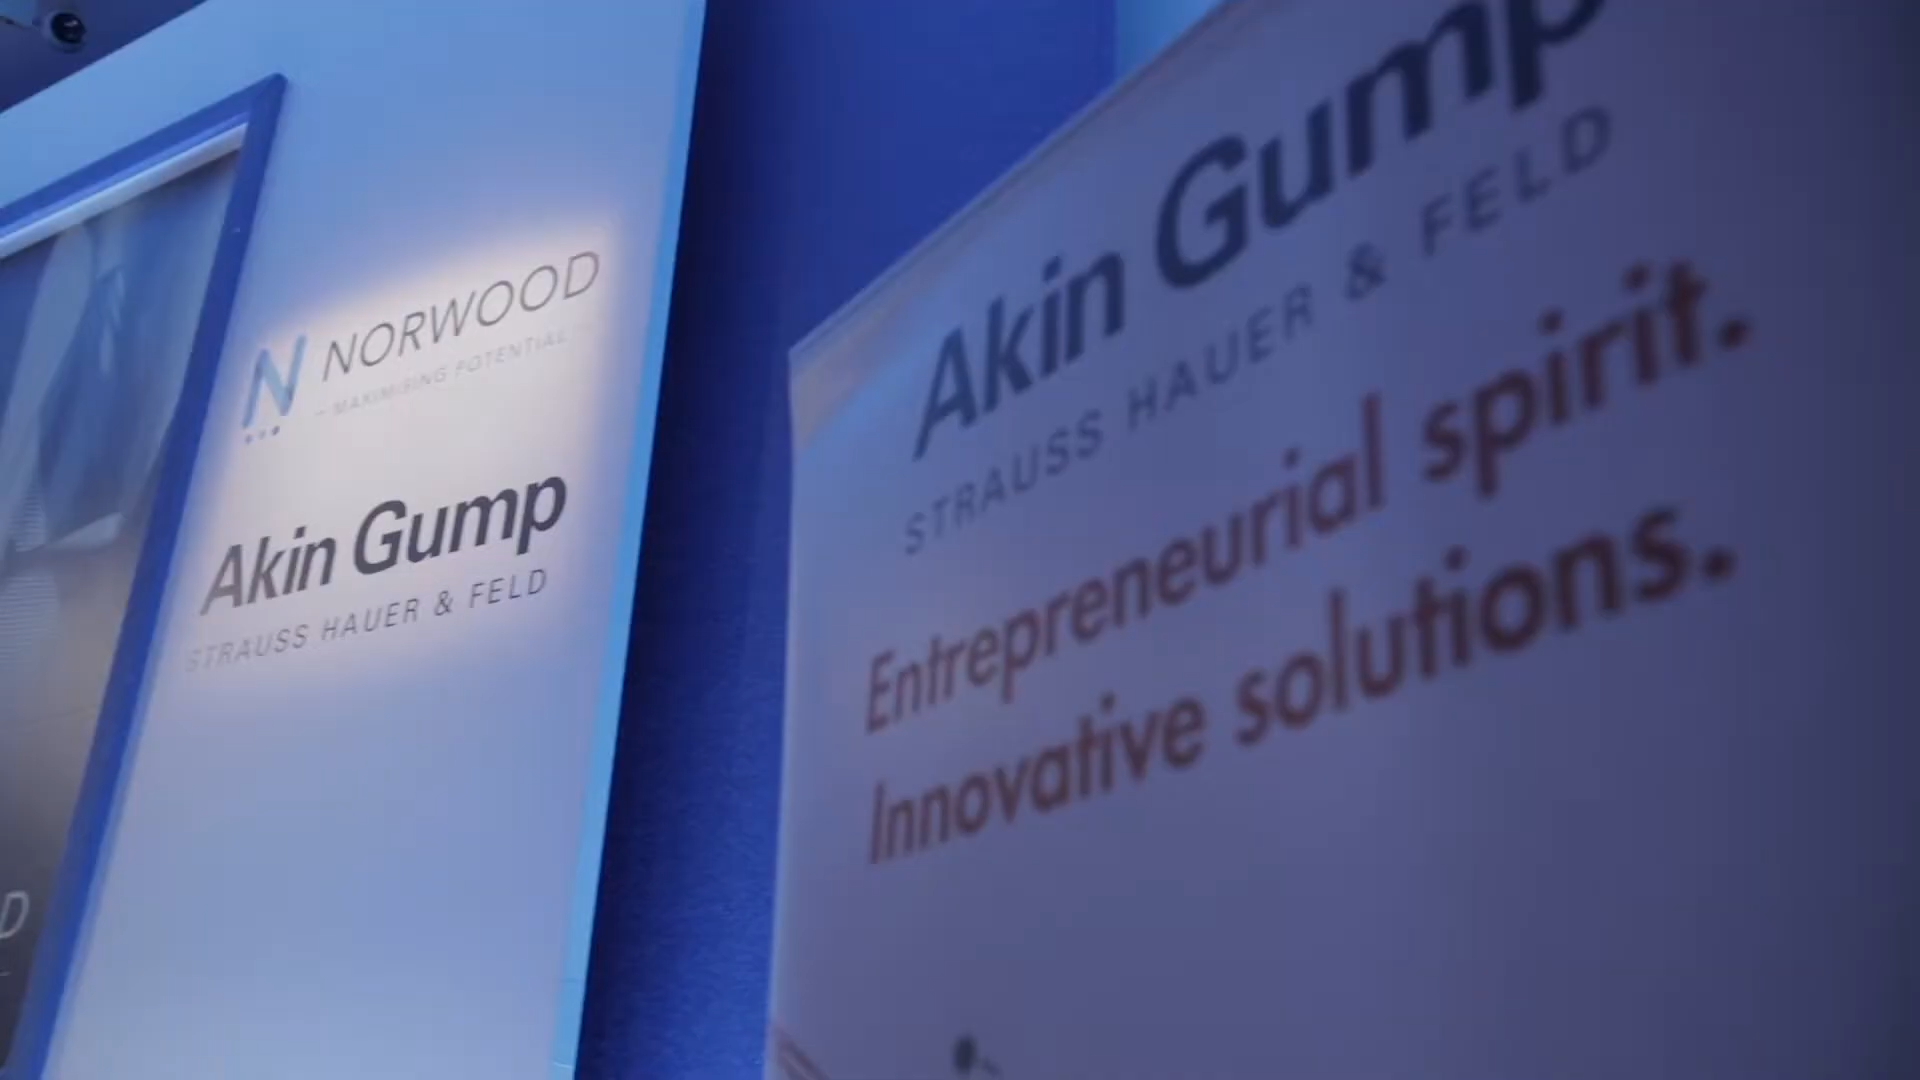 NORWOOD
MAXIMISING POTENTIAL
Akin Gump
STRAUSS HAUER & FELD
D
Akin Gump
STRAUSS HAUER & FELD
Entrepreneurial spirit.
Innovative solutions.